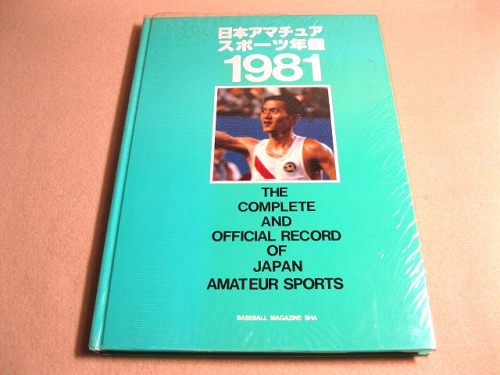 日本アマチュア
スポーツ年鑑
1981
THE
COMPLETE
AND
OFFICIAL RECORD
OF
JAPAN
AMATEUR SPORTS
BASEBALL MAGAZINE SHA